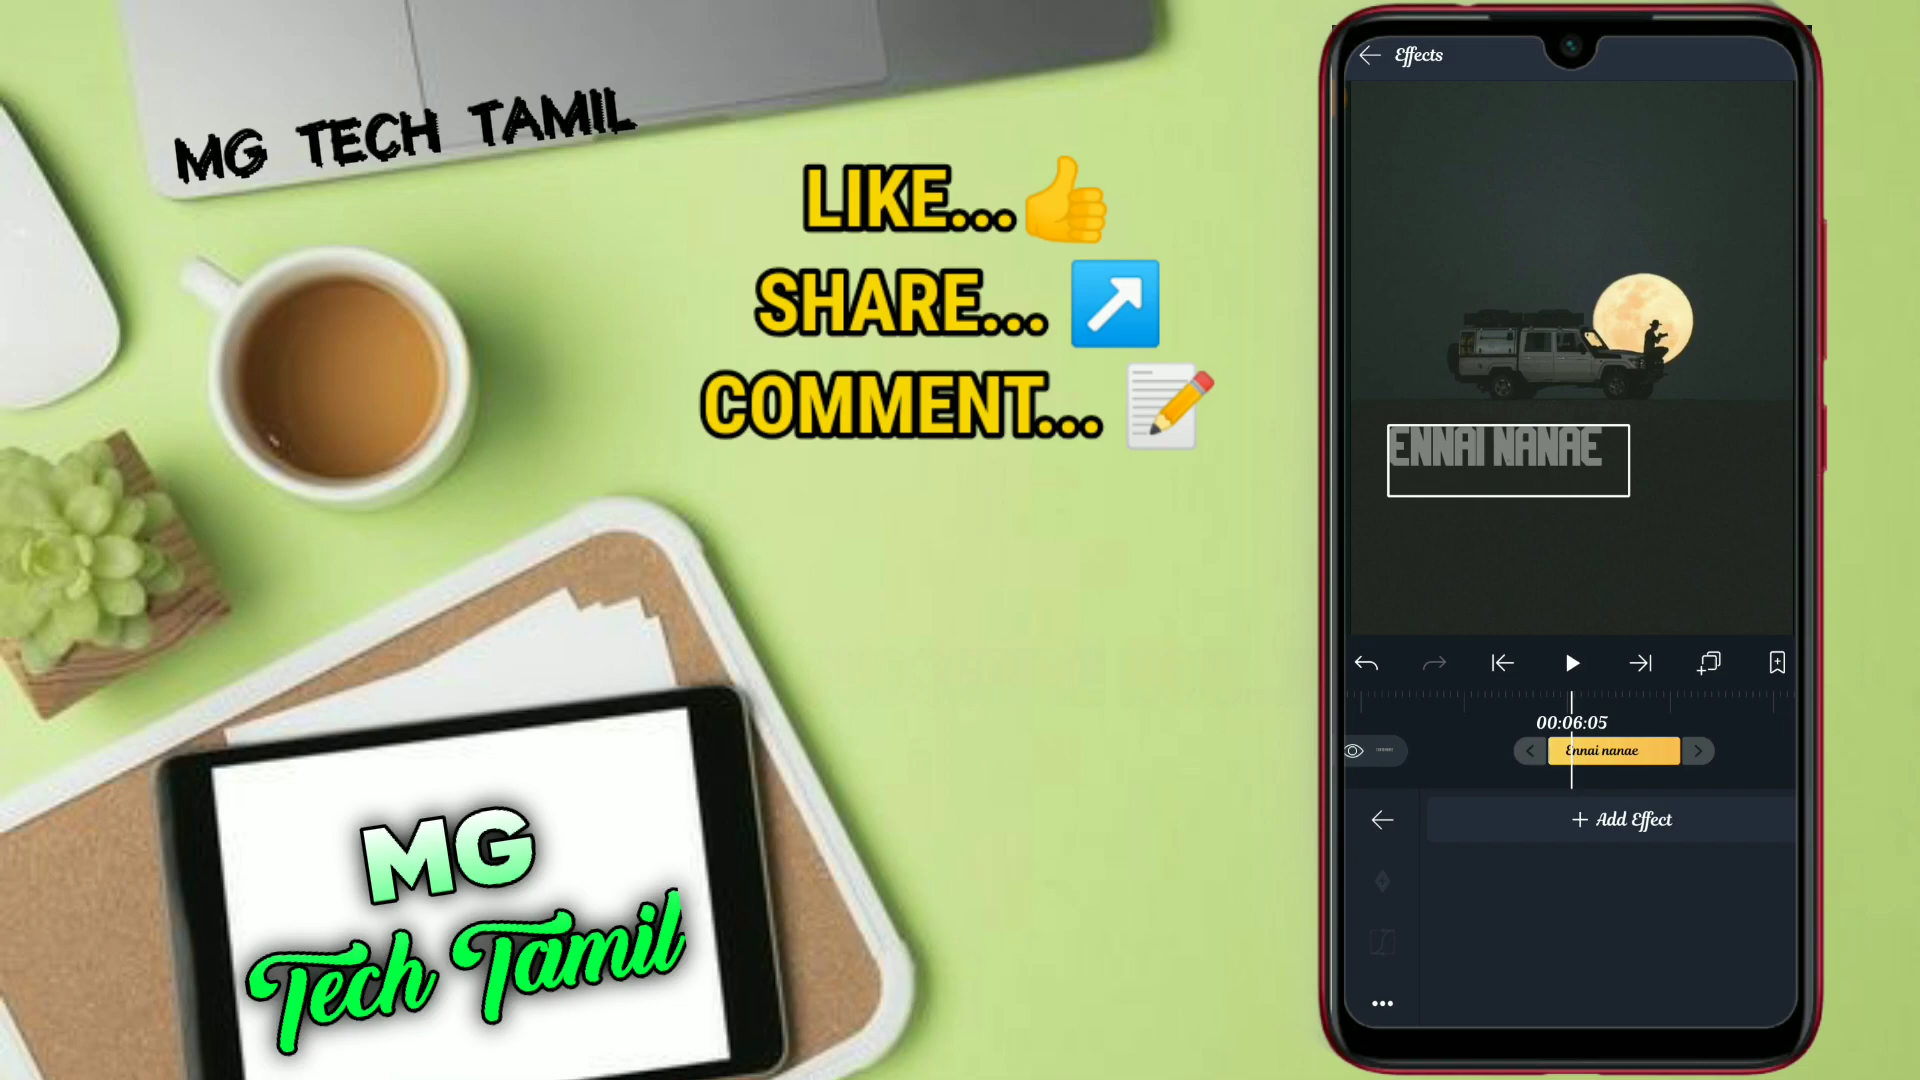 MG TECH TAMIL
LIKE...👍
SHARE... ↗
COMMENT... 📝
MG
Tech Tamil
Effects
ENNAI NANAE
00:06:05
Ennai nanae
+ Add Effect